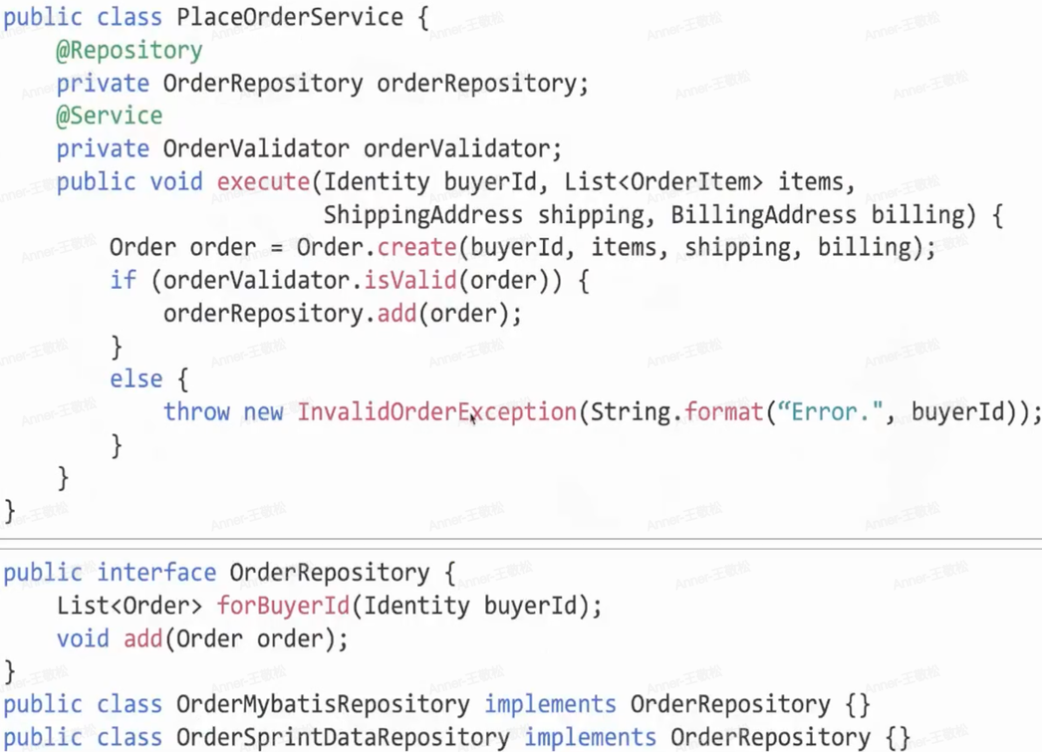 public class PlaceOrderService {
    @Repository
    private OrderRepository orderRepository;
    @Service
    private OrderValidator orderValidator;
    public void execute(Identity buyerId, List<OrderItem> items,
                        ShippingAddress shipping, BillingAddress billing) {
        Order order = Order.create(buyerId, items, shipping, billing);
        if (orderValidator.isValid(order)) {
            orderRepository.add(order);
        }
        else {
            throw new InvalidOrderException(String.format(“Error.", buyerId));
        }
    }
}
public interface OrderRepository {
    List<Order> forBuyerId(Identity buyerId);
    void add(Order order);
}
public class OrderMybatisRepository implements OrderRepository {}
public class OrderSprintDataRepository implements OrderRepository {}